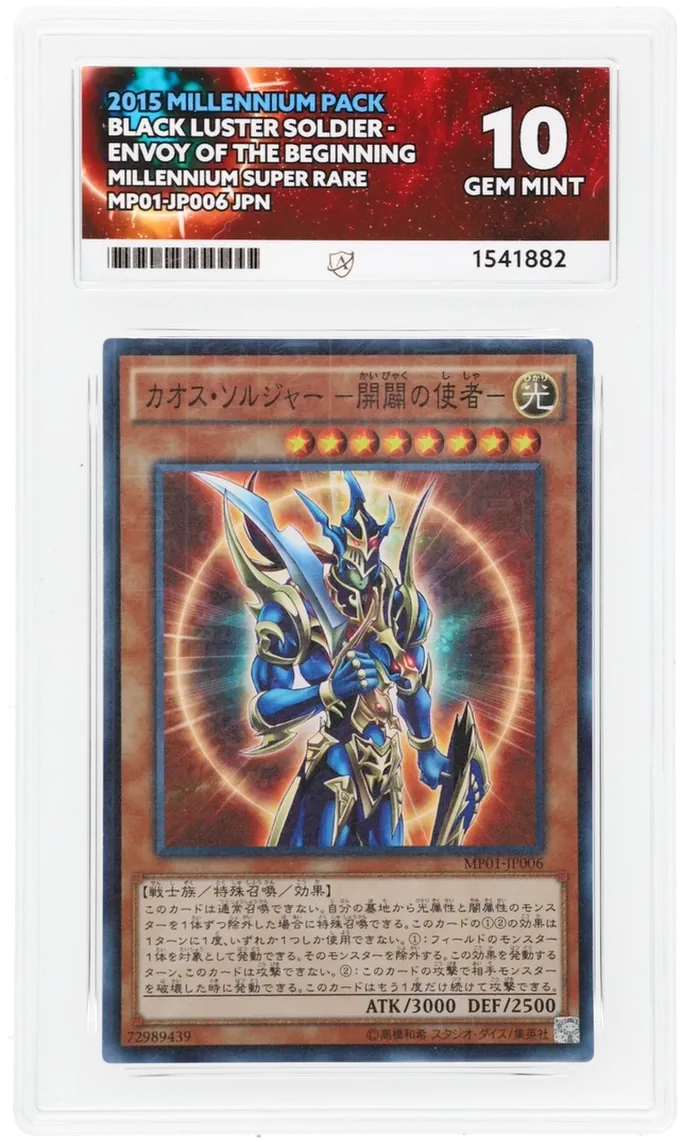 2015 MILLENNIUM PACK
BLACK LUSTER SOLDIER -
ENVOY OF THE BEGINNING
MILLENNIUM SUPER RARE
MP01-JP006 JPN
10
GEM MINT
1541882
カオス・ソルジャー －開闢の使者－
かいびゃく ししゃ
光
ひかり
MP01-JP006
【戦士族／特殊召喚／効果】
このカードは通常召喚できない。自分の墓地から光属性と闇属性のモンス
ターを１体ずつ除外した場合に特殊召喚できる。このカードの①②の効果は
１ターンに１度、いずれか１つしか使用できない。①：フィールドのモンスター
１体を対象として発動できる。そのモンスターを除外する。この効果を発動する
ターン、このカードは攻撃できない。②：このカードの攻撃で相手モンスター
を破壊した時に発動できる。このカードはもう１度だけ続けて攻撃できる。
ATK/3000 DEF/2500
72989439
©高橋和希 スタジオ・ダイス/集英社